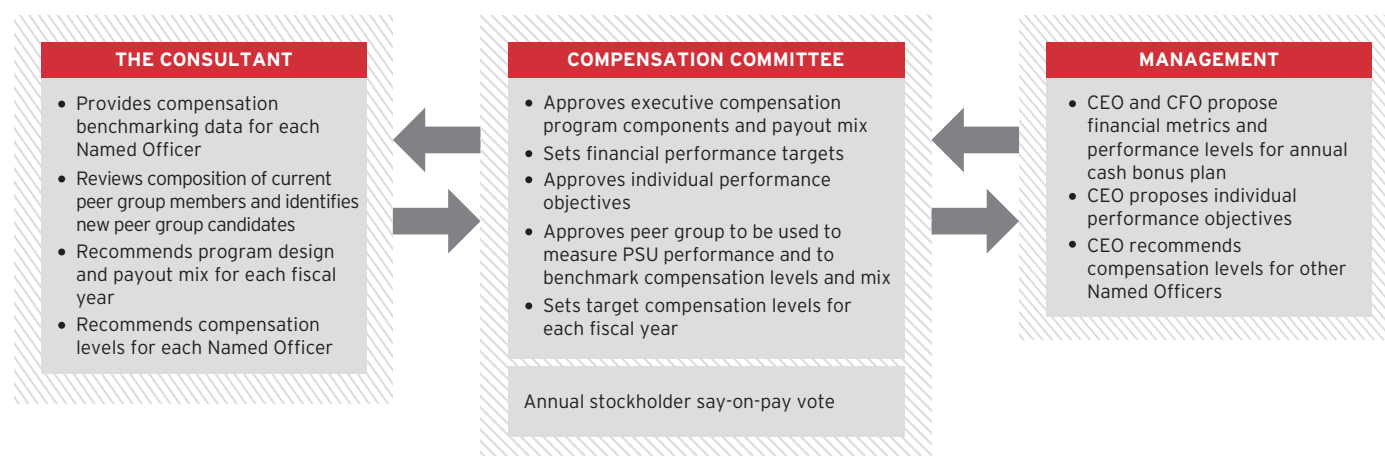 THE CONSULTANT
• Provides compensation
benchmarking data for each
Named Officer
• Reviews composition of current
peer group members and identifies
new peer group candidates
• Recommends program design
and payout mix for each fiscal
year
• Recommends compensation
levels for each Named Officer
COMPENSATION COMMITTEE
• Approves executive compensation
program components and payout mix
• Sets financial performance targets
• Approves individual performance
objectives
• Approves peer group to be used to
measure PSU performance and to
benchmark compensation levels and mix
• Sets target compensation levels for
each fiscal year
Annual stockholder say-on-pay vote
MANAGEMENT
• CEO and CFO propose
financial metrics and
performance levels for annual
cash bonus plan
• CEO proposes individual
performance objectives
• CEO recommends
compensation levels for other
Named Officers